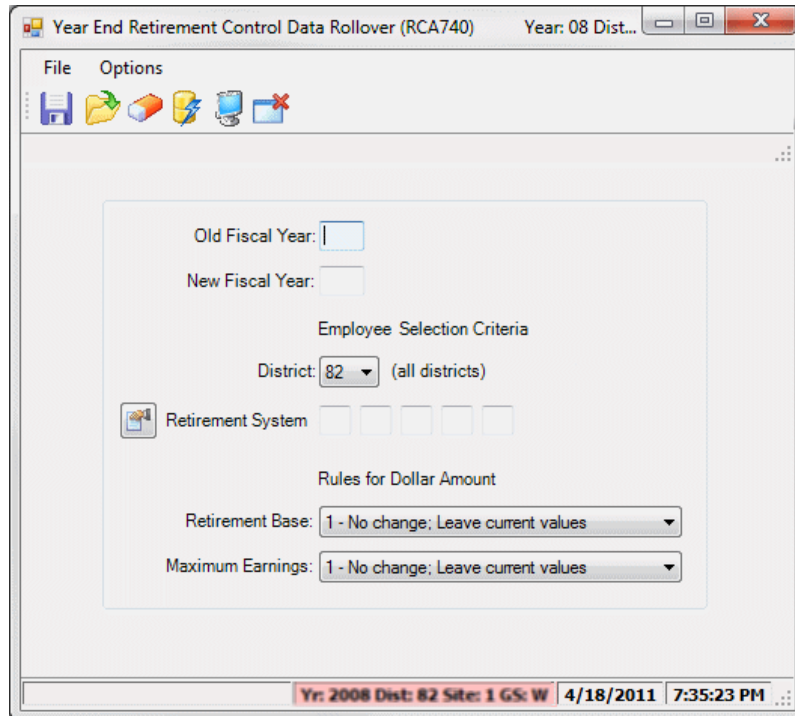 Year End Retirement Control Data Rollover (RCA740) Year: 08 Dist...
File Options
Old Fiscal Year:
New Fiscal Year:
Employee Selection Criteria
District: 82 (all districts)
Retirement System
Rules for Dollar Amount
Retirement Base: 1 - No change; Leave current values
Maximum Earnings: 1 - No change; Leave current values
Yr: 2008 Dist: 82 Site: 1 GS: W 4/18/2011 7:35:23 PM